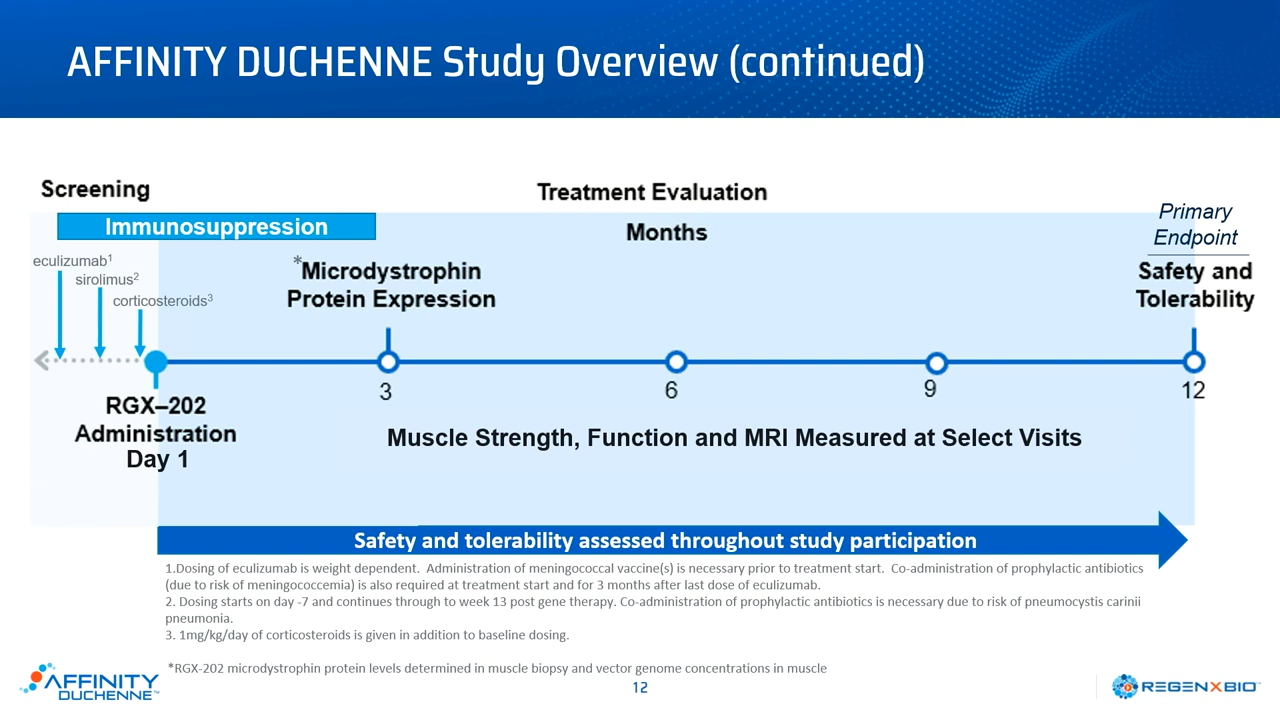 AFFINITY DUCHENNE Study Overview (continued)
Screening
Treatment Evaluation
Immunosuppression
Months
Primary
Endpoint
eculizumab¹
sirolimus²
corticosteroids³
*Microdystrophin
Protein Expression
Safety and
Tolerability
3
6
9
12
RGX–202
Administration
Day 1
Muscle Strength, Function and MRI Measured at Select Visits
Safety and tolerability assessed throughout study participation
1.Dosing of eculizumab is weight dependent. Administration of meningococcal vaccine(s) is necessary prior to treatment start. Co-administration of prophylactic antibiotics
(due to risk of meningococcemia) is also required at treatment start and for 3 months after last dose of eculizumab.
2. Dosing starts on day -7 and continues through to week 13 post gene therapy. Co-administration of prophylactic antibiotics is necessary due to risk of pneumocystis carinii
pneumonia.
3. 1mg/kg/day of corticosteroids is given in addition to baseline dosing.
*RGX-202 microdystrophin protein levels determined in muscle biopsy and vector genome concentrations in muscle
AFFINITY
DUCHENNE™
12
REGENXBIO™